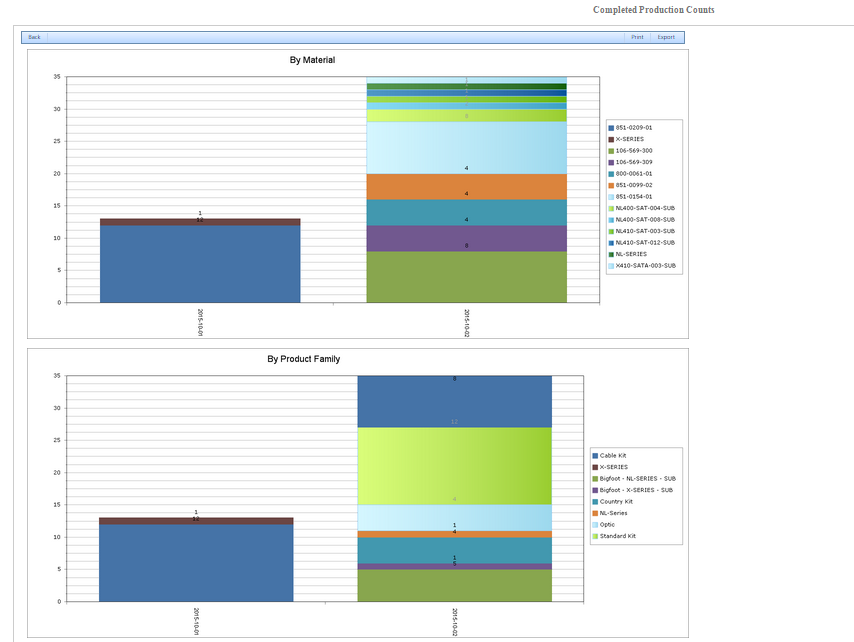 Completed Production Counts
Back
Print
Export
By Material
35
30
25
20
15
10
5
0
1
12
4
4
4
8
2015-10-01
2015-10-02
851-0209-01
X-SERIES
106-569-300
106-569-309
800-0061-01
851-0099-02
851-0154-01
NL400-SAT-004-SUB
NL400-SAT-008-SUB
NL410-SAT-003-SUB
NL410-SAT-012-SUB
NL-SERIES
X410-SATA-003-SUB
By Product Family
35
30
25
20
15
10
5
0
1
12
8
12
4
1
4
1
5
2015-10-01
2015-10-02
Cable Kit
X-SERIES
Bigfoot - NL-SERIES - SUB
Bigfoot - X-SERIES - SUB
Country Kit
NL-Series
Optic
Standard Kit